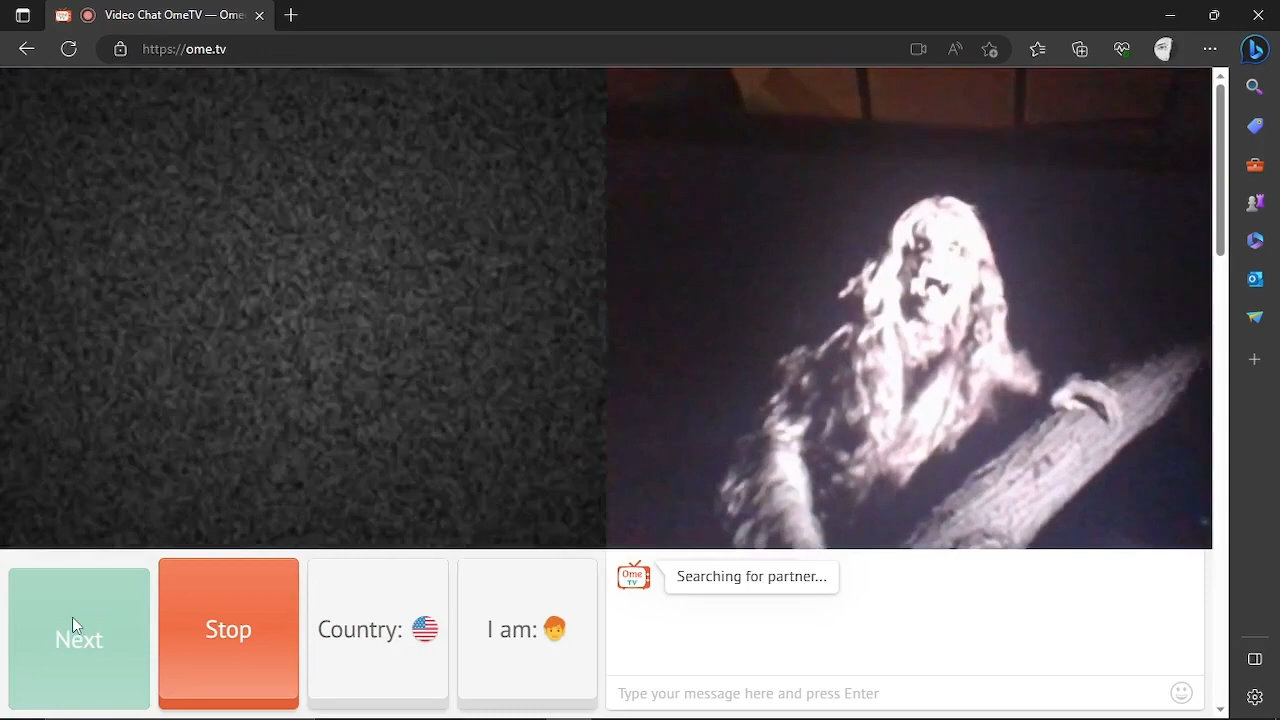 Video Chat OmeTV — Ome
https://ome.tv
Next
Stop
Country:
I am:
Ome
TV
Searching for partner...
Type your message here and press Enter